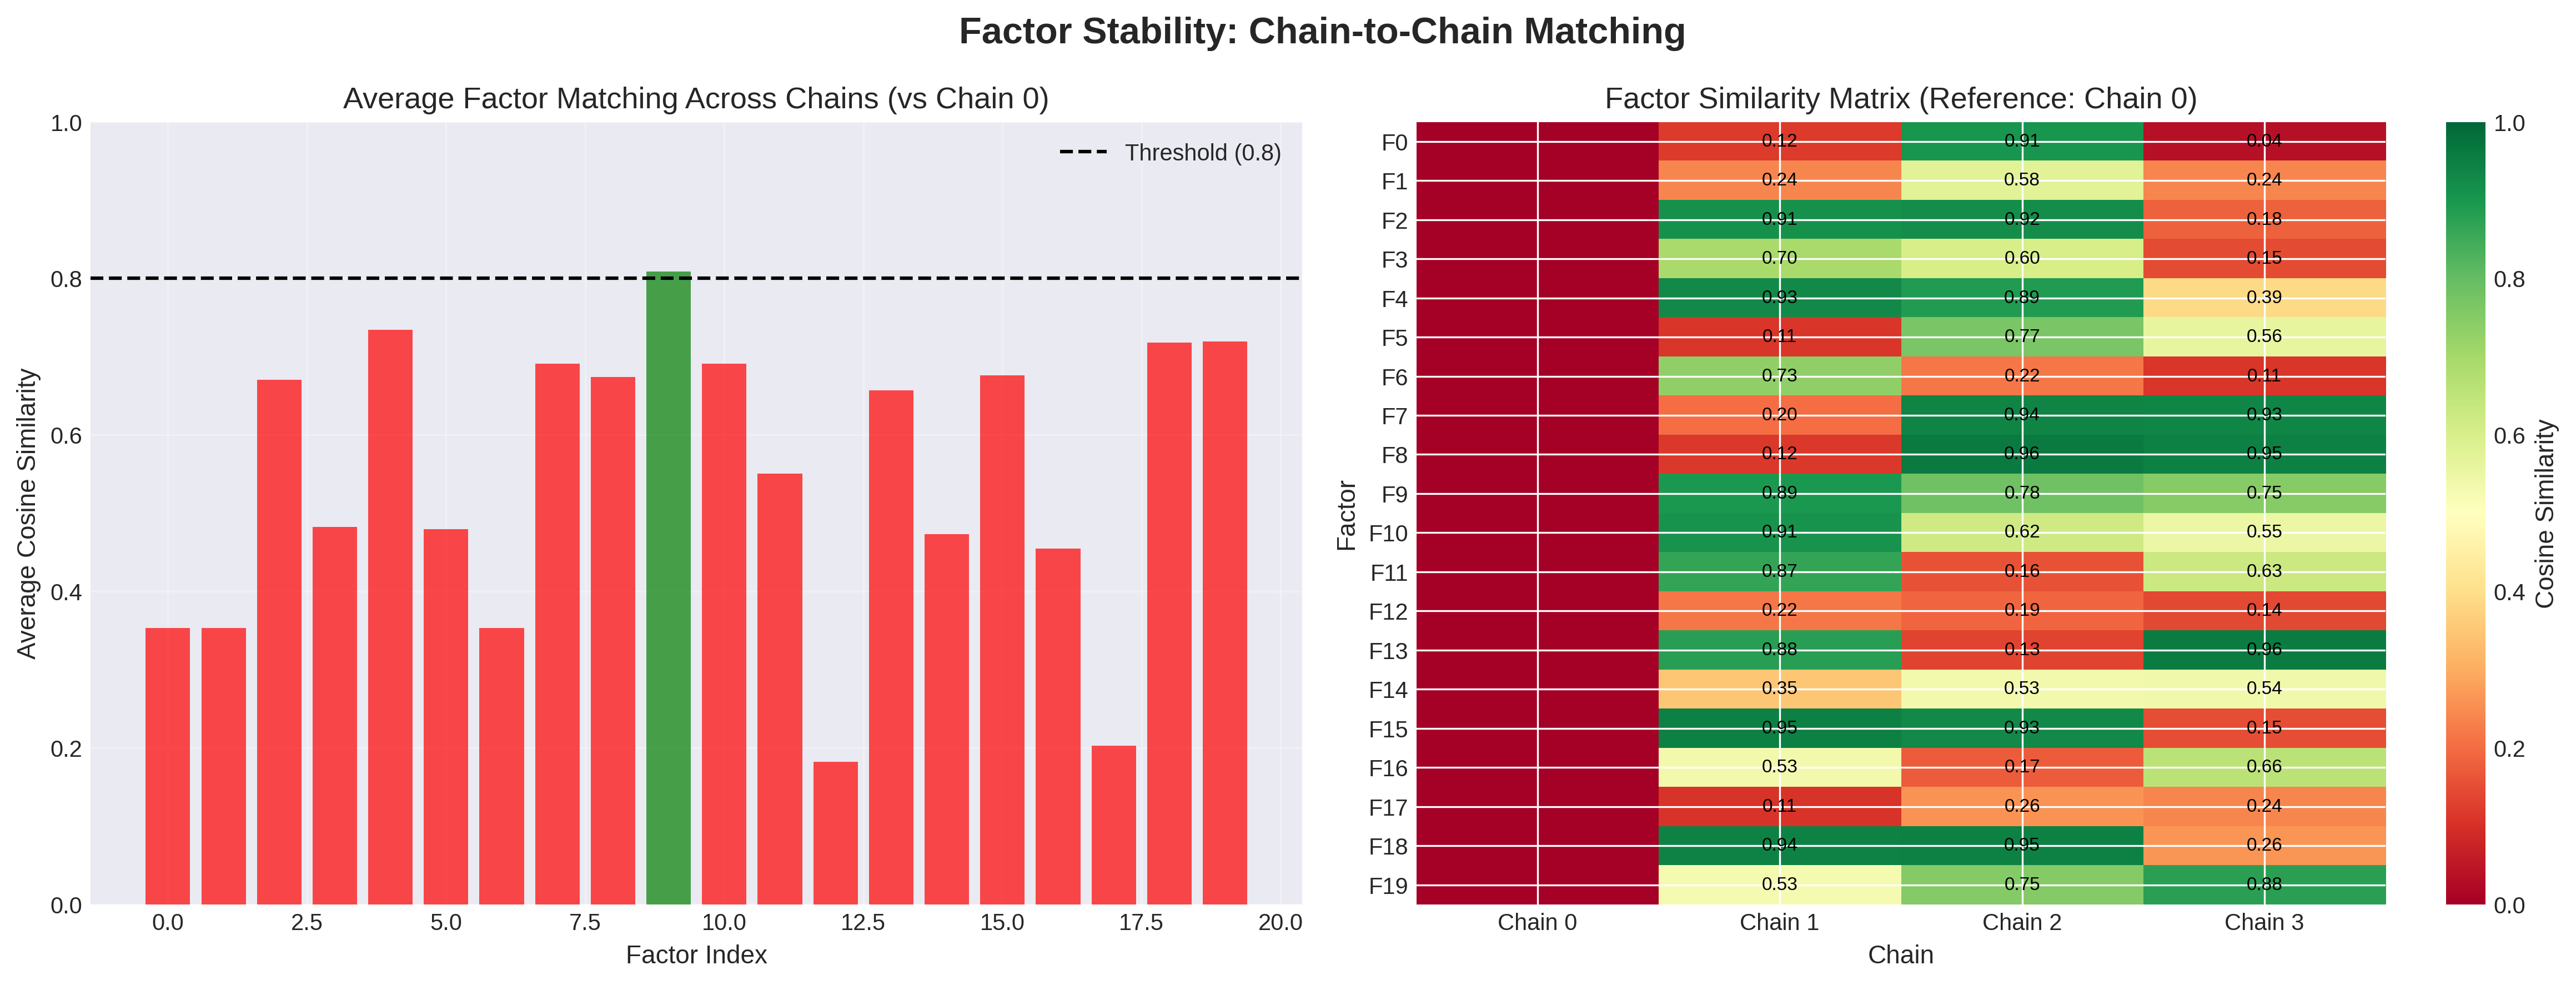 Factor Stability: Chain-to-Chain Matching
Average Factor Matching Across Chains (vs Chain 0)
1.0
0.8
0.6
0.4
0.2
0.0
Average Cosine Similarity
Threshold (0.8)
0.0 2.5 5.0 7.5 10.0 12.5 15.0 17.5 20.0
Factor Index
Factor Similarity Matrix (Reference: Chain 0)
Factor
F0 0.12 0.91 0.04
F1 0.24 0.58 0.24
F2 0.91 0.92 0.18
F3 0.70 0.60 0.15
F4 0.93 0.89 0.39
F5 0.11 0.77 0.56
F6 0.73 0.22 0.11
F7 0.20 0.94 0.93
F8 0.12 0.96 0.95
F9 0.89 0.78 0.75
F10 0.91 0.62 0.55
F11 0.87 0.16 0.63
F12 0.22 0.19 0.14
F13 0.88 0.13 0.96
F14 0.35 0.53 0.54
F15 0.95 0.93 0.15
F16 0.53 0.17 0.66
F17 0.11 0.26 0.24
F18 0.94 0.95 0.26
F19 0.53 0.75 0.88
Chain 0 Chain 1 Chain 2 Chain 3
Chain
1.0
0.8
0.6
0.4
0.2
0.0
Cosine Similarity